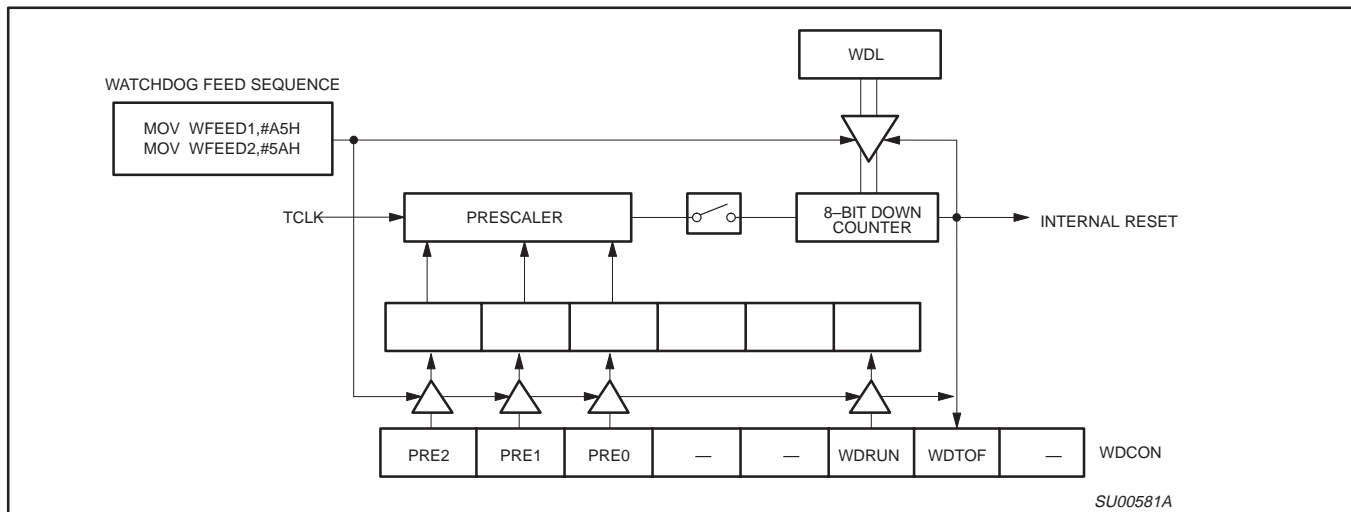 WDL
WATCHDOG FEED SEQUENCE
MOV WFEED1,#A5H
MOV WFEED2,#5AH
TCLK
PRESCALER
8–BIT DOWN
COUNTER
INTERNAL RESET
PRE2 PRE1 PRE0 — — WDRUN WDTOF — WDCON
SU00581A